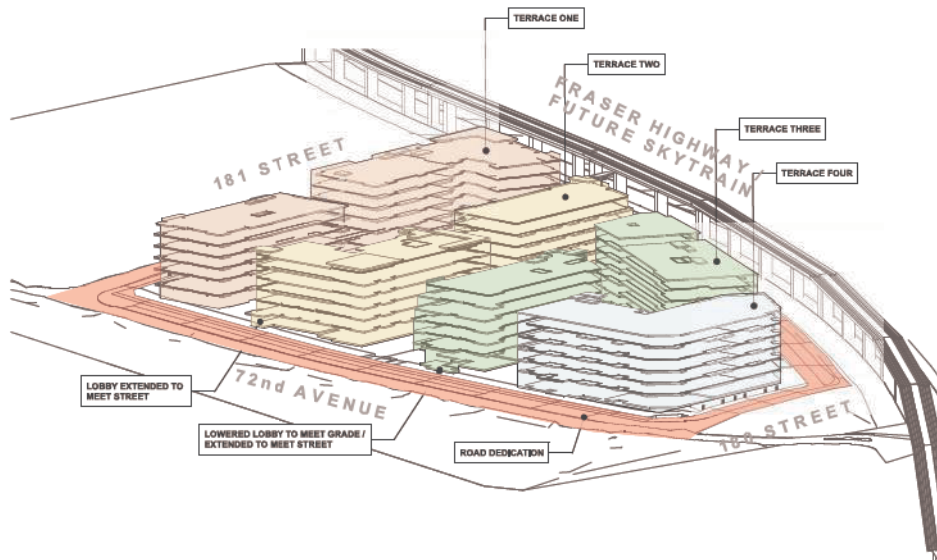 TERRACE ONE
TERRACE TWO
FRASER HIGHWAY
FUTURE SKYTRAIN
TERRACE THREE
181 STREET
TERRACE FOUR
LOBBY EXTENDED TO
MEET STREET
72nd AVENUE
LOWERED LOBBY TO MEET GRADE /
EXTENDED TO MEET STREET
180 STREET
ROAD DEDICATION